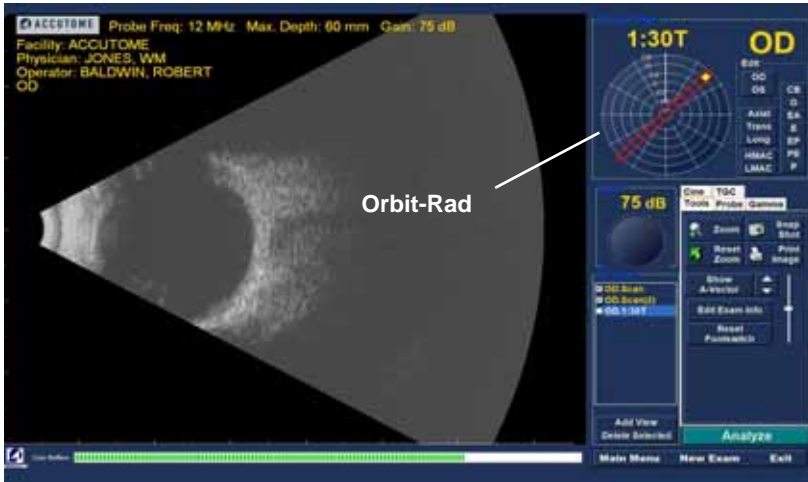 ACCUTOME Probe Freq: 12 MHz Max. Depth: 60 mm Gain: 75 dB
Facility: ACCUTOME
Physician: JONES, WM
Operator: BALDWIN, ROBERT
OD
1:30T OD
Edit
OD
OS
CB
O
EA
E
EP
PE
P
Axial
Trans
Long
HMAC
LMAC
Orbit-Rad
75 dB
Cine TGC
Tools Probe Gamma
Zoom Snap Shot
Reset Zoom Print Image
Show A-Vector
Edit Exam Info
Reset
OD.Scan
OD.Scan(2)
OD.1:30T
Add View
Delete Selected
Analyze
Main Menu New Exam Exit